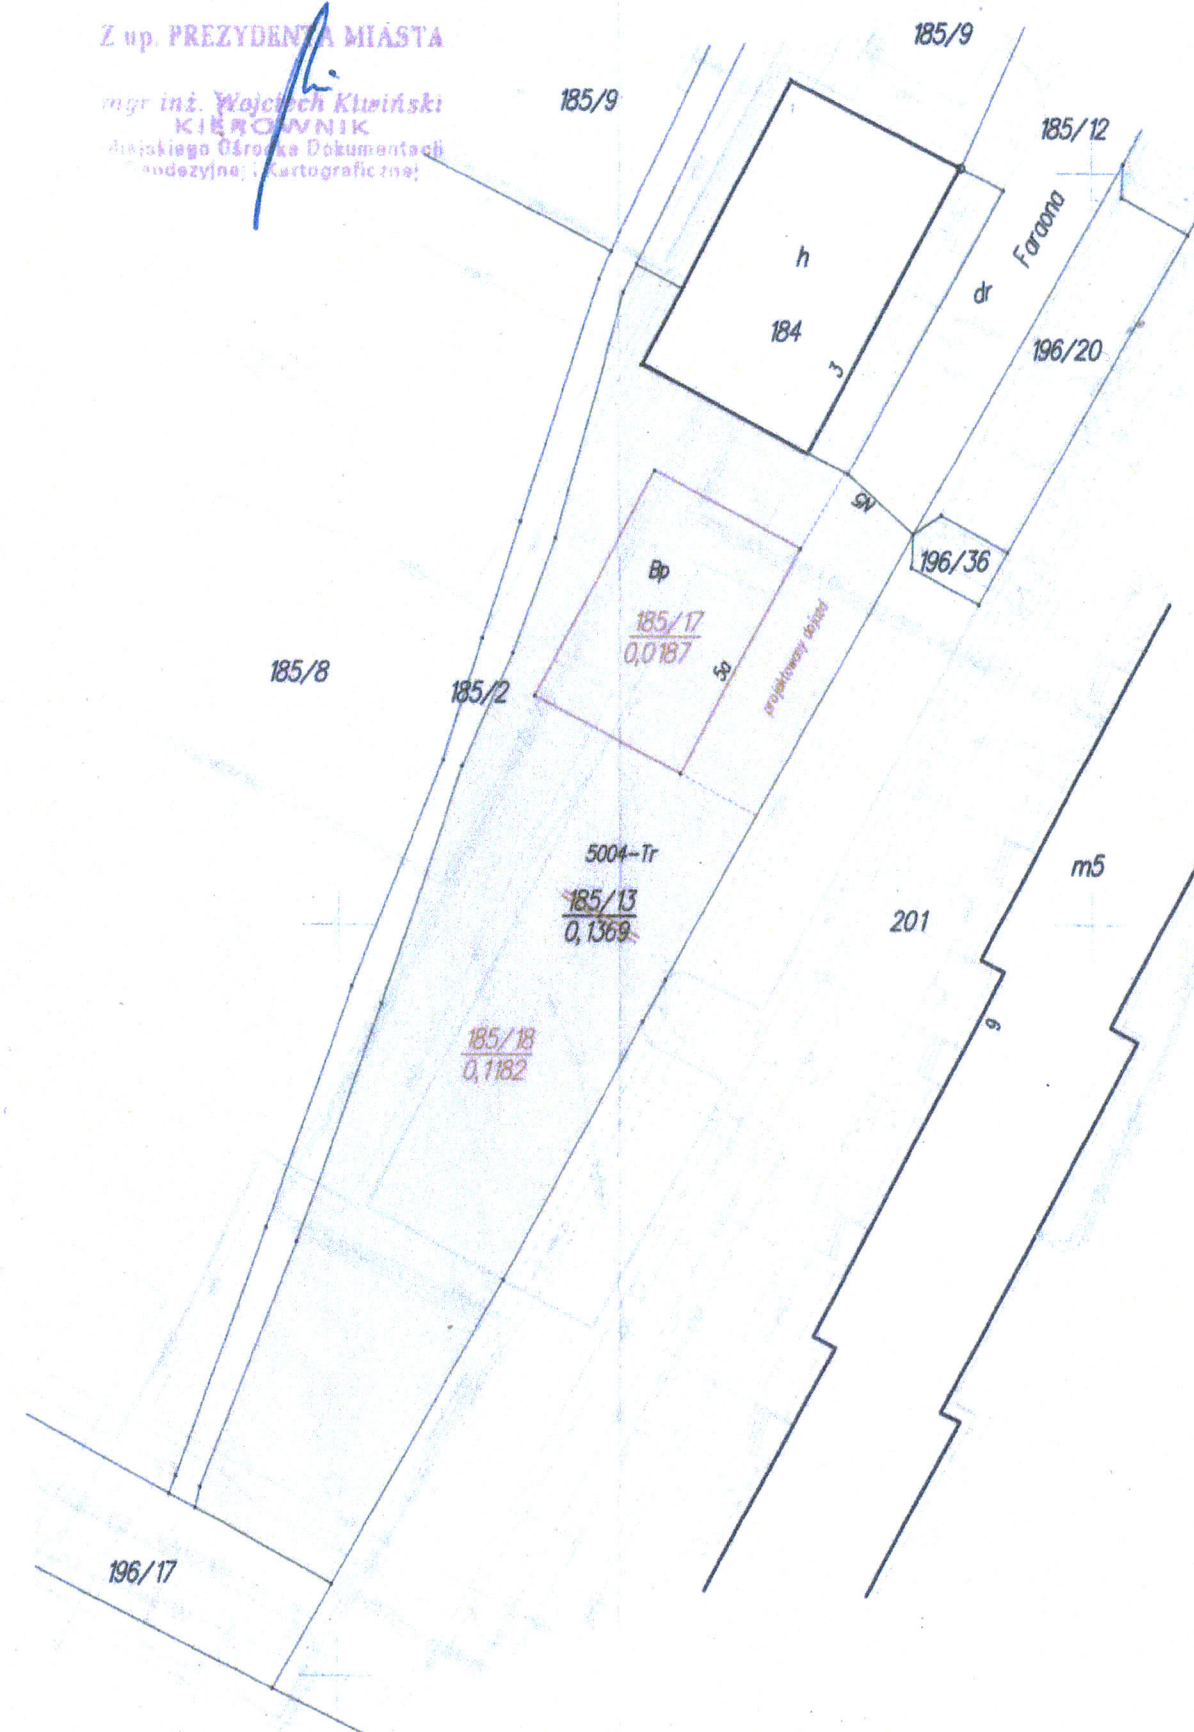 Z up. PREZYDENTA MIASTA
mgr inż. Wojciech
KIEROWNIK
Miejskiego Ośrodka Dokumentacji
Geodezyjnej i Kartograficznej
185/9
185/9
185/12
Faraona
dr
h
184
3
196/20
N5
196/36
Bp
185/17
0,0187
5a
projektowany dojazd
185/8
185/2
5004-Tr
185/13
0,1369
m5
201
9
185/18
0,1182
196/17